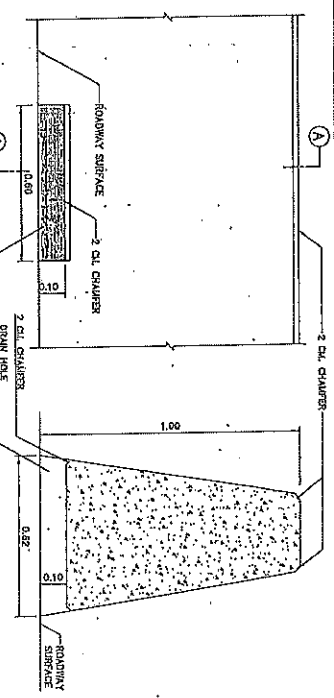 A
2 CM. CHAMFER
ROADWAY SURFACE
2 CM. CHAMFER
0.60
0.10
A
2 CM. CHAMFER
DRAIN HOLE
1.00
0.10
0.62
ROADWAY
SURFACE